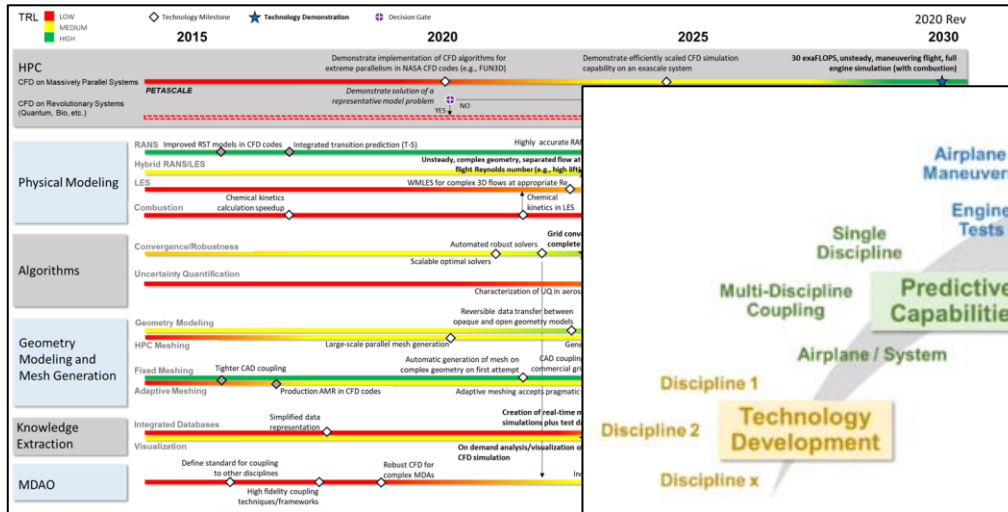 TRL
LOW
MEDIUM
HIGH
Technology Milestone
Technology Demonstration
Decision Gate
2020 Rev
2015
2020
2025
2030
HPC
CFD on Massively Parallel Systems
CFD on Revolutionary Systems
(Quantum, Bio, etc.)
PETASCALE
Demonstrate implementation of CFD algorithms for
extreme parallelism in NASA CFD codes (e.g., FUN3D)
Demonstrate efficiently scaled CFD simulation
capability on an exascale system
30 exaFLOPS, unsteady, maneuvering flight, full
engine simulation (with combustion)
Demonstrate solution of a
representative model problem
YES
NO
Physical Modeling
RANS
Improved RST models in CFD codes
Integrated transition prediction (T-S)
Highly accurate RAN
Hybrid RANS/LES
Unsteady, complex geometry, separated flow at
flight Reynolds number (e.g., high lift)
LES
WMLES for complex 3D flows at appropriate Re
Combustion
Chemical kinetics
calculation speedup
Chemical
kinetics in LES
Algorithms
Convergence/Robustness
Automated robust solvers
Scalable optimal solvers
Grid conv
complete
Uncertainty Quantification
Characterization of UQ in aeros
Geometry
Modeling and
Mesh Generation
Geometry Modeling
Reversible data transfer between
opaque and open geometry models
HPC Meshing
Large-scale parallel mesh generation
Gene
Fixed Meshing
Tighter CAD coupling
Automatic generation of mesh on
complex geometry on first attempt
CAD coupling
commercial gri
Adaptive Meshing
Production AMR in CFD codes
Adaptive meshing accepts pragmatic
Knowledge
Extraction
Integrated Databases
Simplified data
representation
Creation of real-time m
simulations plus test da
Visualization
On demand analysis/visualization o
CFD simulation
MDAO
Define standard for coupling
to other disciplines
High fidelity coupling
techniques/frameworks
Robust CFD for
complex MDAs
Airplane
Maneuver
Engine
Tests
Single
Discipline
Multi-Discipline
Coupling
Predictive
Capabilitie
Airplane / System
Discipline 1
Discipline 2
Technology
Development
Discipline x